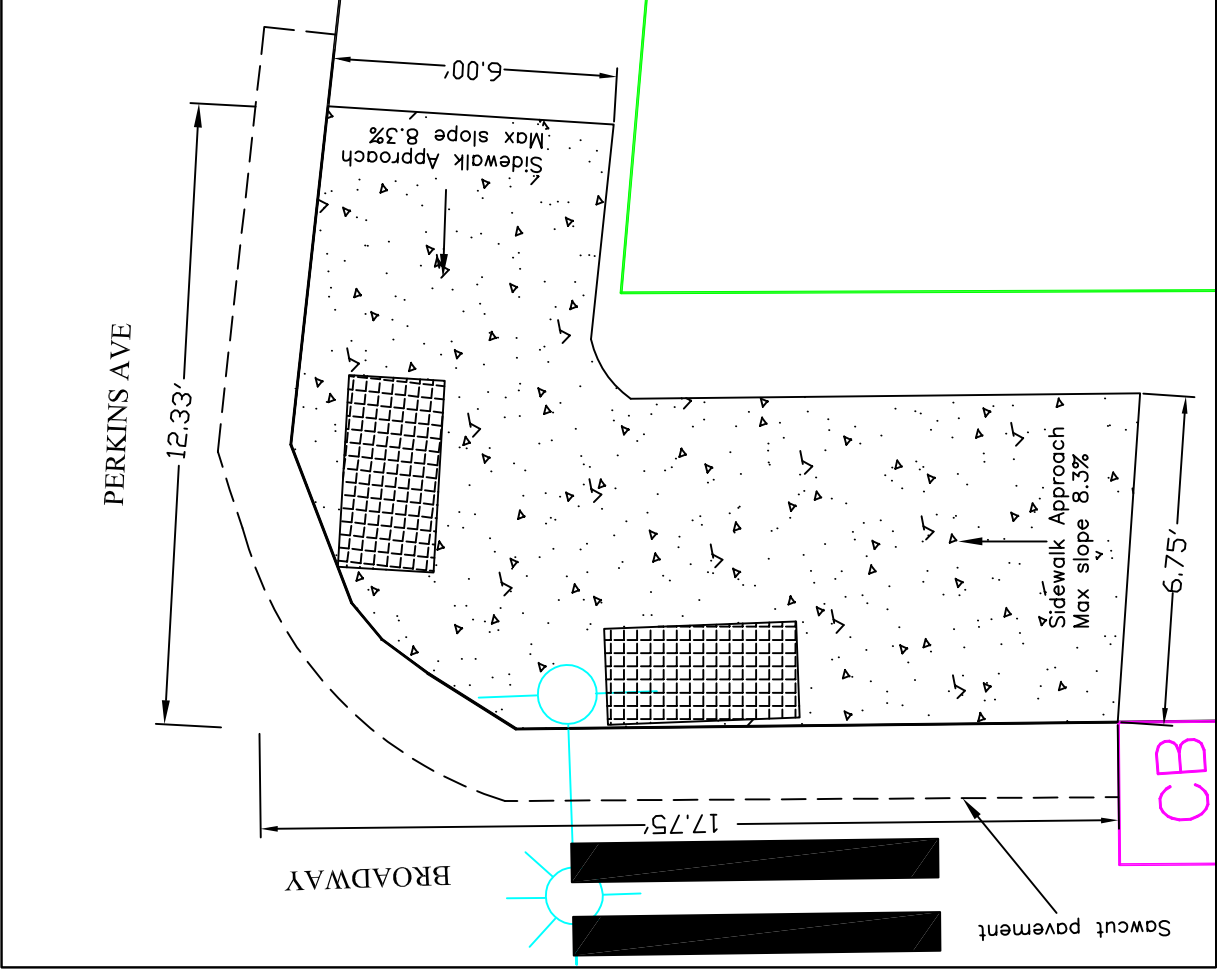 6.00'
Sidewalk Approach
Max slope 8.3%
PERKINS AVE
12.33'
Sidewalk Approach
Max slope 8.3%
6.75'
CB
17.75'
BROADWAY
Sawcut pavement